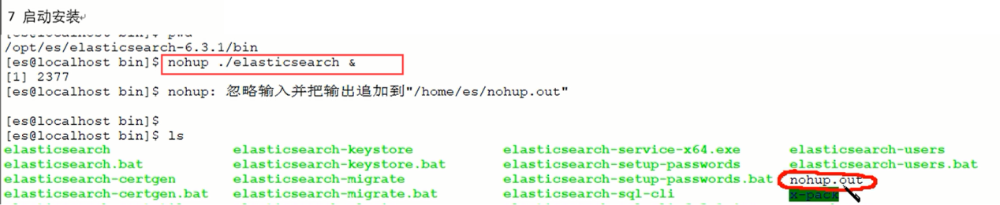 7 启动安装
[es@localhost bin]$ pwd
/opt/es/elasticsearch-6.3.1/bin
[es@localhost bin]$ nohup ./elasticsearch &
[1] 2377
[es@localhost bin]$ nohup: 忽略输入并把输出追加到"/home/es/nohup.out"
[es@localhost bin]$
[es@localhost bin]$ ls
elasticsearch elasticsearch-keystore elasticsearch-service-x64.exe elasticsearch-users
elasticsearch.bat elasticsearch-keystore.bat elasticsearch-setup-passwords elasticsearch-users.bat
elasticsearch-certgen elasticsearch-migrate elasticsearch-setup-passwords.bat nohup.out
elasticsearch-certgen.bat elasticsearch-migrate.bat elasticsearch-sql-cli x-pack